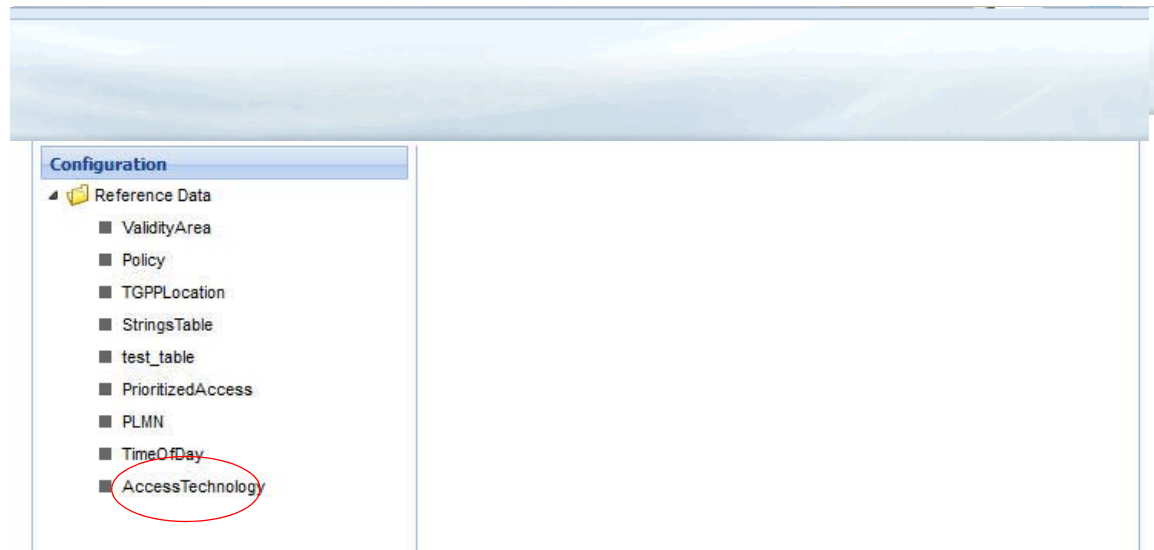 Configuration
Reference Data
ValidityArea
Policy
TGPPLocation
StringsTable
test_table
PrioritizedAccess
PLMN
TimeOfDay
AccessTechnology